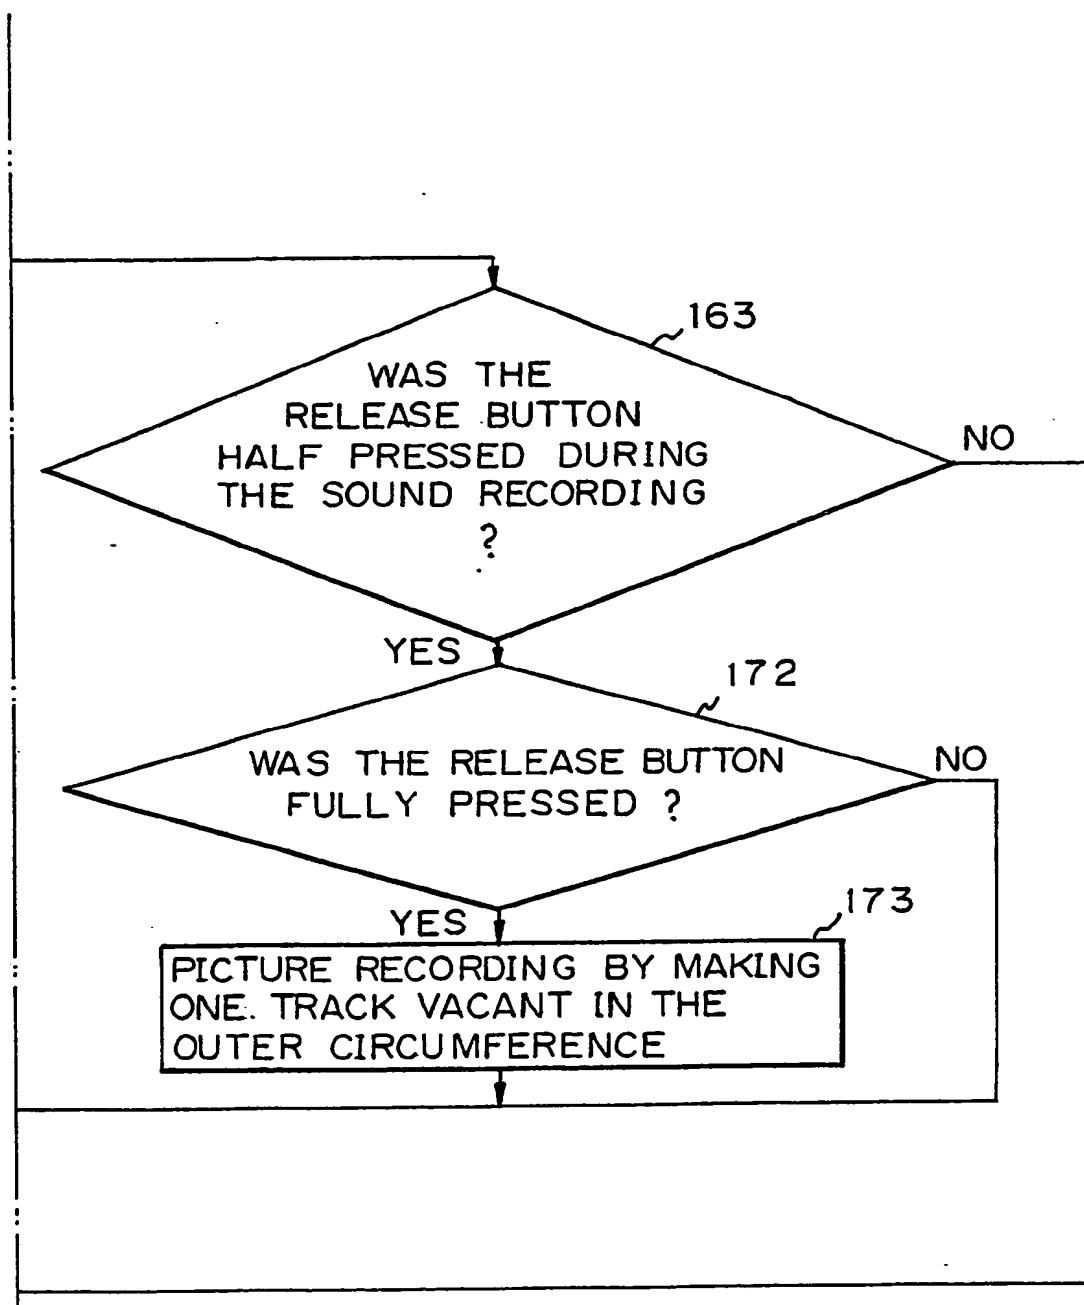 163
WAS THE
RELEASE BUTTON
HALF PRESSED DURING
THE SOUND RECORDING
?
NO
YES
172
WAS THE RELEASE BUTTON
FULLY PRESSED ?
NO
YES
173
PICTURE RECORDING BY MAKING
ONE. TRACK VACANT IN THE
OUTER CIRCUMFERENCE